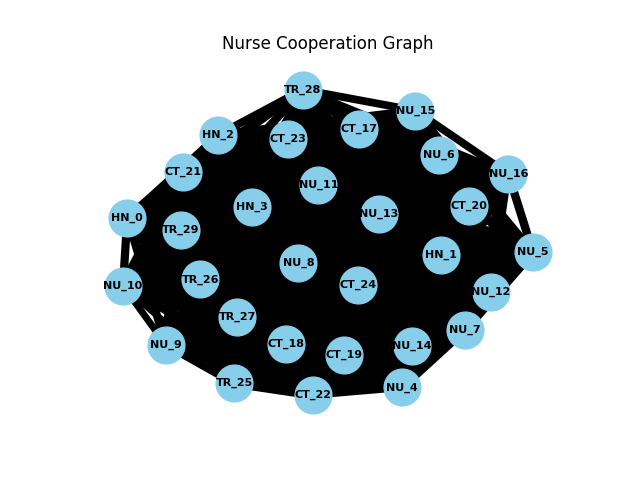 Nurse Cooperation Graph
TR_28
NU_15
HN_2
CT_23
CT_17
NU_6
CT_21
NU_16
NU_11
HN_3
NU_13
CT_20
HN_0
TR_29
NU_5
HN_1
NU_8
TR_26
CT_24
NU_10
NU_12
TR_27
NU_7
NU_9
CT_18
CT_19
NU_14
TR_25
CT_22
NU_4